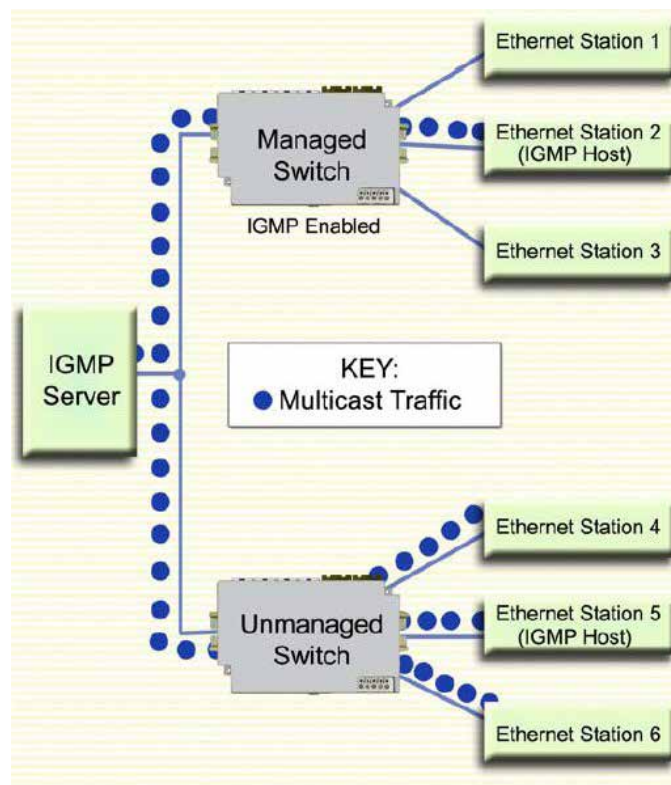 Ethernet Station 1
Managed
Switch
Ethernet Station 2
(IGMP Host)
IGMP Enabled
Ethernet Station 3
IGMP
Server
KEY:
Multicast Traffic
Ethernet Station 4
Unmanaged
Switch
Ethernet Station 5
(IGMP Host)
Ethernet Station 6